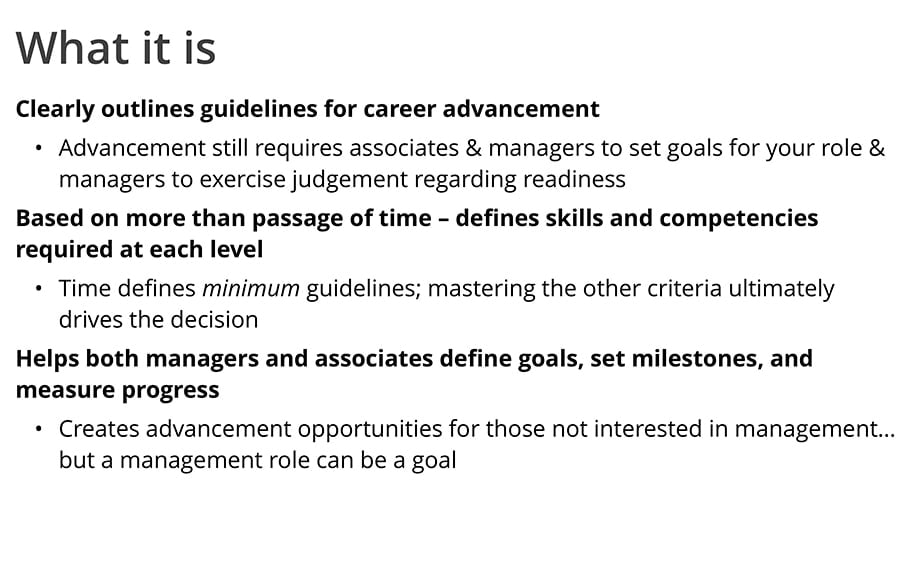 What it is
Clearly outlines guidelines for career advancement
• Advancement still requires associates & managers to set goals for your role &
managers to exercise judgement regarding readiness
Based on more than passage of time – defines skills and competencies
required at each level
• Time defines minimum guidelines; mastering the other criteria ultimately
drives the decision
Helps both managers and associates define goals, set milestones, and
measure progress
• Creates advancement opportunities for those not interested in management...
but a management role can be a goal